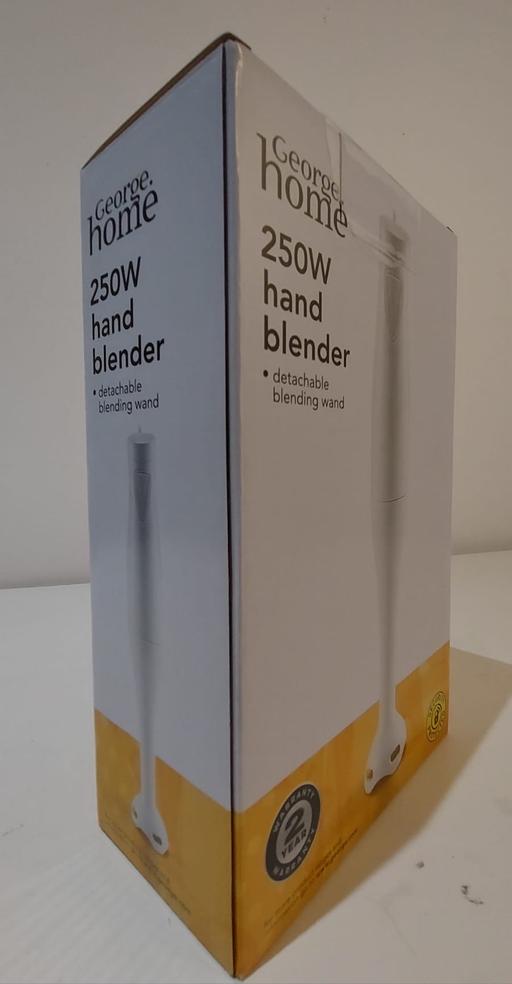 George.
home
250W
hand
blender
• detachable
blending wand
George.
home
250W
hand
blender
• detachable
blending wand
WARRANTY
2
YEAR
WARRANTY